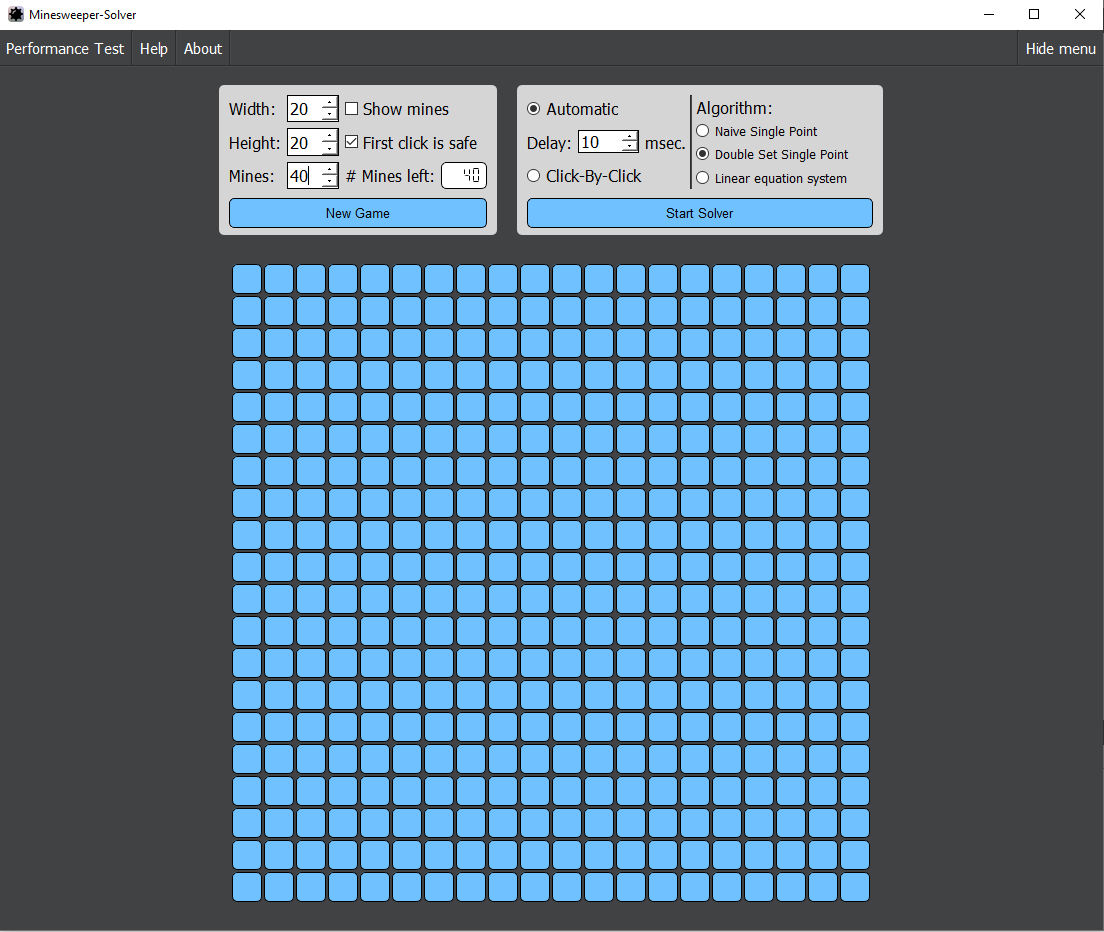 Minesweeper-Solver
Performance Test Help About Hide menu
Width: 20 Show mines
Height: 20 First click is safe
Mines: 40 # Mines left: 40
New Game
Automatic
Delay: 10 msec.
Click-By-Click
Algorithm:
Naive Single Point
Double Set Single Point
Linear equation system
Start Solver